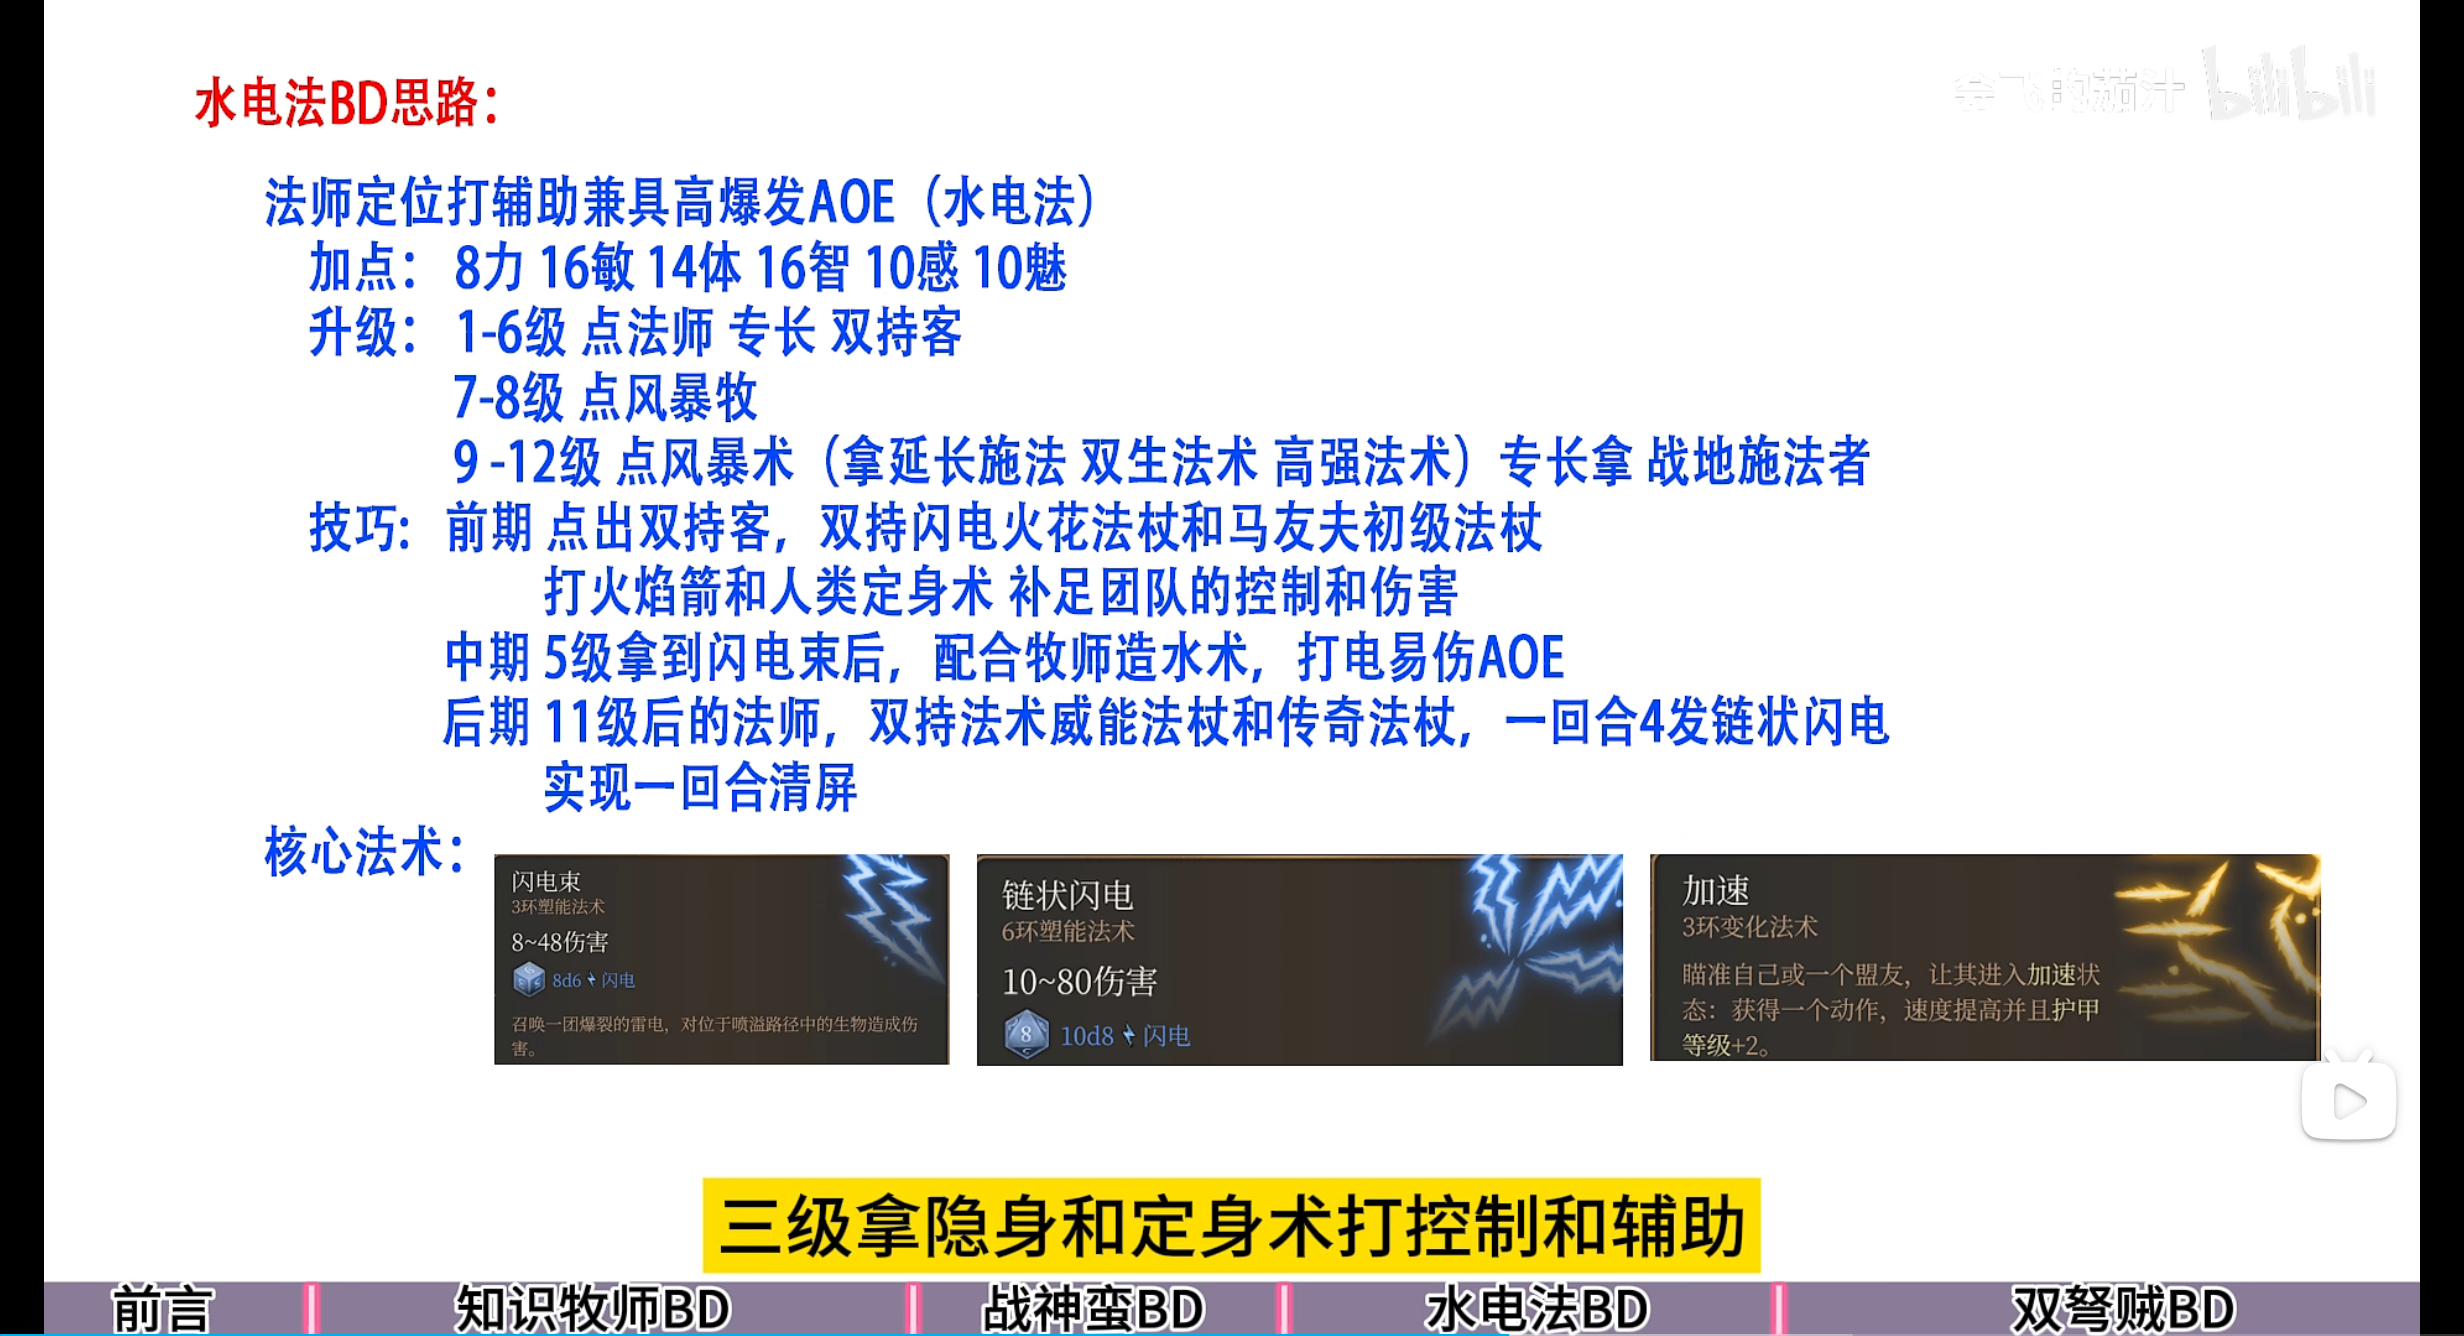 会飞的茄汁 bilibili
水电法BD思路：
法师定位打辅助兼具高爆发AOE（水电法）
加点： 8力 16敏 14体 16智 10感 10魅
升级： 1-6级 点法师 专长 双持客
7-8级 点风暴牧
9 -12级 点风暴术（拿延长施法 双生法术 高强法术）专长拿 战地施法者
技巧: 前期 点出双持客，双持闪电火花法杖和马友夫初级法杖
打火焰箭和人类定身术 补足团队的控制和伤害
中期 5级拿到闪电束后，配合牧师造水术，打电易伤AOE
后期 11级后的法师，双持法术威能法杖和传奇法杖，一回合4发链状闪电
实现一回合清屏
核心法术：
闪电束
3环塑能法术
8~48伤害
8d6 闪电
召唤一团爆裂的雷电，对位于喷溢路径中的生物造成伤
害。
链状闪电
6环塑能法术
10~80伤害
8 10d8 闪电
加速
3环变化法术
瞄准自己或一个盟友，让其进入加速状
态：获得一个动作，速度提高并且护甲
等级+2。
三级拿隐身和定身术打控制和辅助
前言 知识牧师BD 战神蛮BD 水电法BD 双弩贼BD